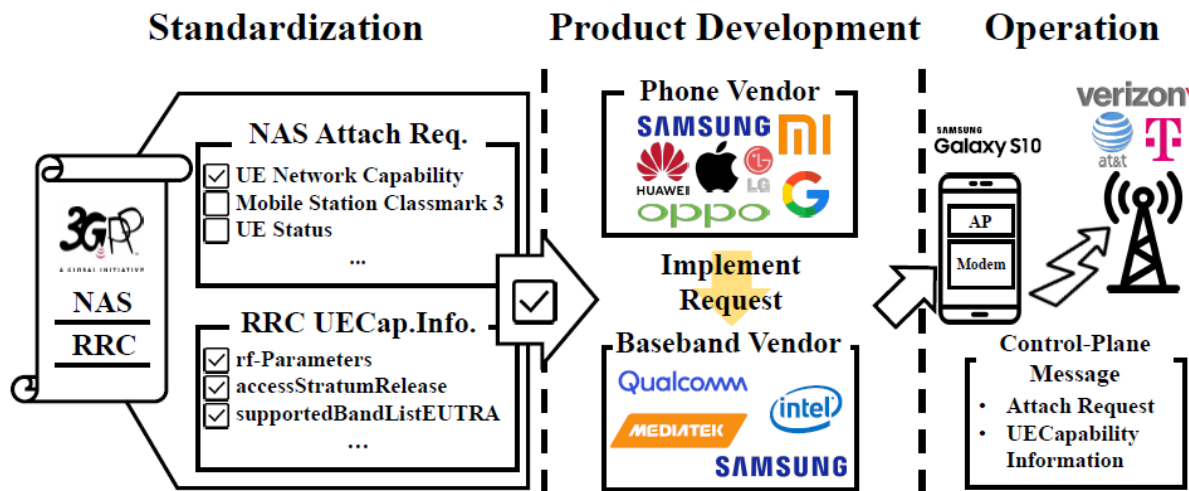 Standardization
Product Development
Operation
3GPP
A GLOBAL INITIATIVE
NAS
RRC
NAS Attach Req.
UE Network Capability
Mobile Station Classmark 3
UE Status
...
RRC UECap.Info.
rf-Parameters
accessStratumRelease
supportedBandListEUTRA
...
Phone Vendor
SAMSUNG
MI
HUAWEI
LG
G
oppo
Implement
Request
Baseband Vendor
Qualcomm
intel
MEDIATEK
SAMSUNG
verizon
SAMSUNG
Galaxy S10
at&t
T
AP
Modem
Control-Plane
Message
• Attach Request
• UECapability
Information